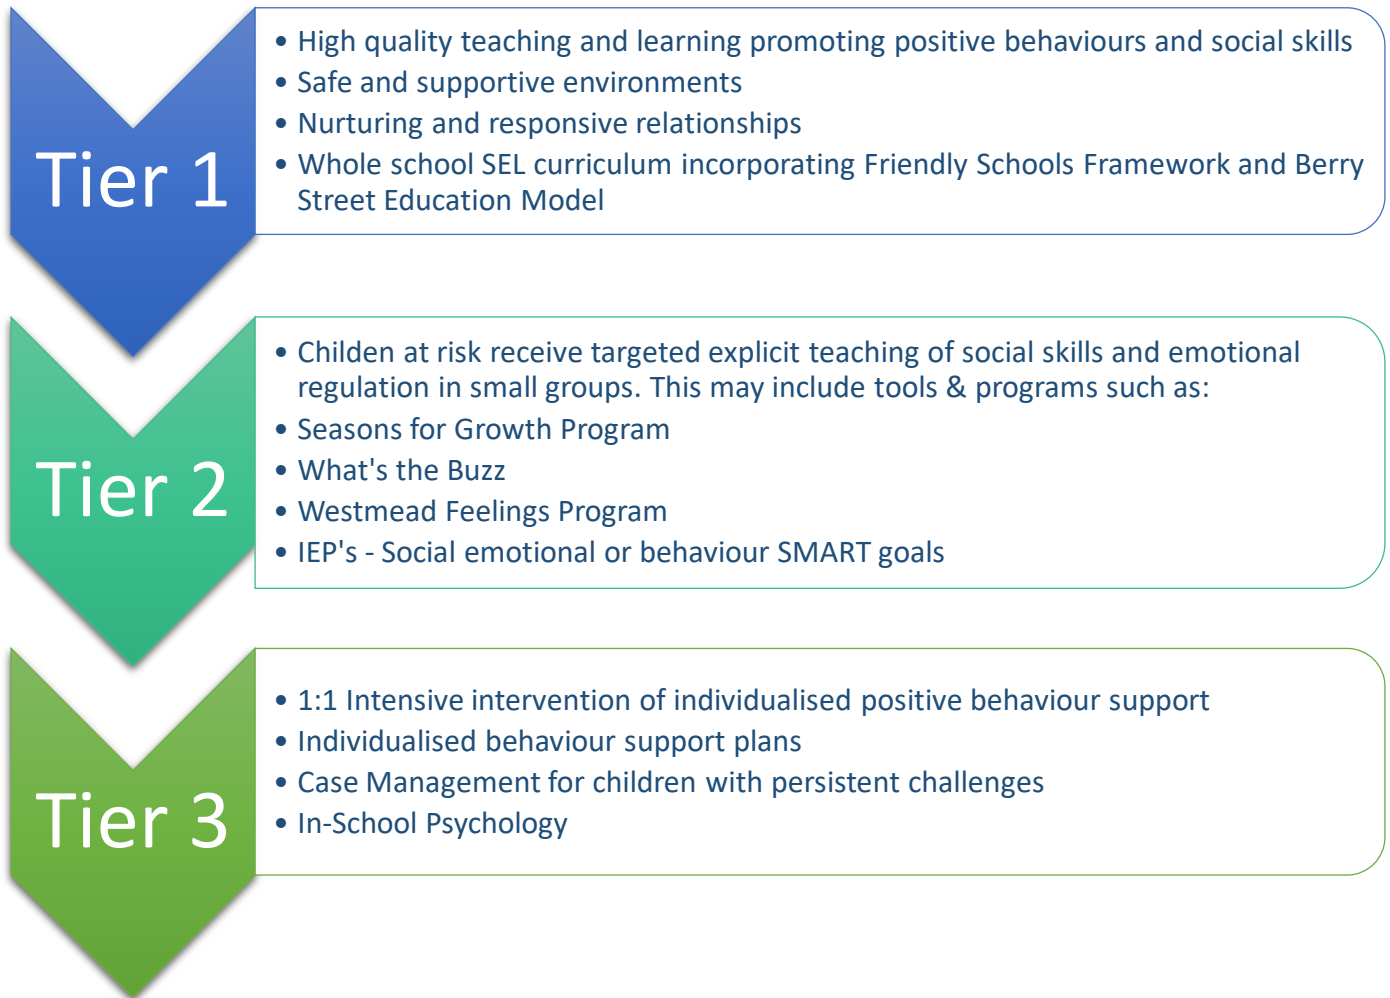 Tier 1
• High quality teaching and learning promoting positive behaviours and social skills
• Safe and supportive environments
• Nurturing and responsive relationships
• Whole school SEL curriculum incorporating Friendly Schools Framework and Berry
Street Education Model
Tier 2
• Childen at risk receive targeted explicit teaching of social skills and emotional
regulation in small groups. This may include tools & programs such as:
• Seasons for Growth Program
• What's the Buzz
• Westmead Feelings Program
• IEP's - Social emotional or behaviour SMART goals
Tier 3
• 1:1 Intensive intervention of individualised positive behaviour support
• Individualised behaviour support plans
• Case Management for children with persistent challenges
• In-School Psychology